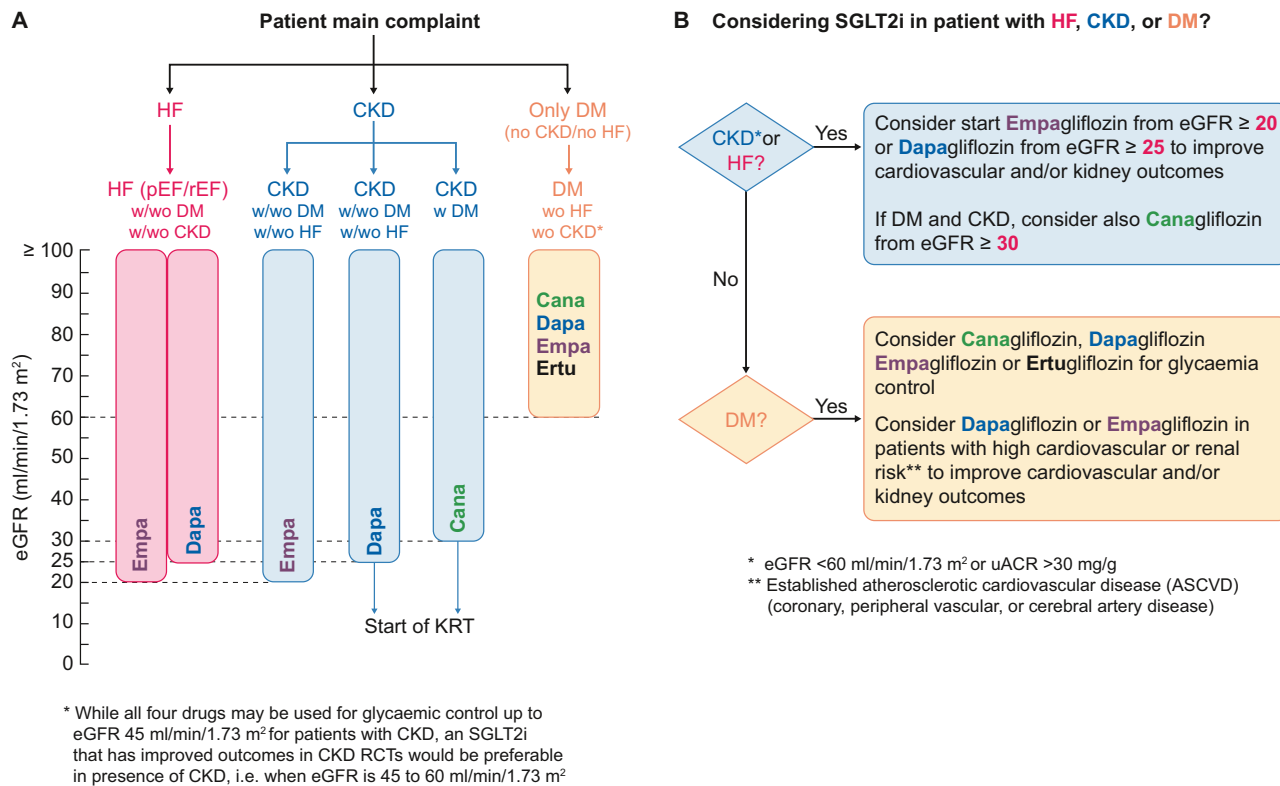 A
Patient main complaint
HF
CKD
Only DM
(no CKD/no HF)
HF (pEF/rEF)
w/wo DM
w/wo CKD
CKD
w/wo DM
w/wo HF
CKD
w/wo DM
w/wo HF
CKD
w DM
DM
wo HF
wo CKD*
eGFR (ml/min/1.73 m²)
≥ 100
90
80
70
60
50
40
30
25
20
10
0
Empa
Dapa
Empa
Dapa
Cana
Cana
Dapa
Empa
Ertu
Start of KRT
* While all four drugs may be used for glycaemic control up to
eGFR 45 ml/min/1.73 m² for patients with CKD, an SGLT2i
that has improved outcomes in CKD RCTs would be preferable
in presence of CKD, i.e. when eGFR is 45 to 60 ml/min/1.73 m²
B Considering SGLT2i in patient with HF, CKD, or DM?
CKD* or
HF?
Yes
Consider start Empagliflozin from eGFR ≥ 20
or Dapagliflozin from eGFR ≥ 25 to improve
cardiovascular and/or kidney outcomes
If DM and CKD, consider also Canagliflozin
from eGFR ≥ 30
No
DM?
Yes
Consider Canagliflozin, Dapagliflozin
Empagliflozin or Ertugliflozin for glycaemia
control
Consider Dapagliflozin or Empagliflozin in
patients with high cardiovascular or renal
risk** to improve cardiovascular and/or
kidney outcomes
* eGFR <60 ml/min/1.73 m² or uACR >30 mg/g
** Established atherosclerotic cardiovascular disease (ASCVD)
(coronary, peripheral vascular, or cerebral artery disease)